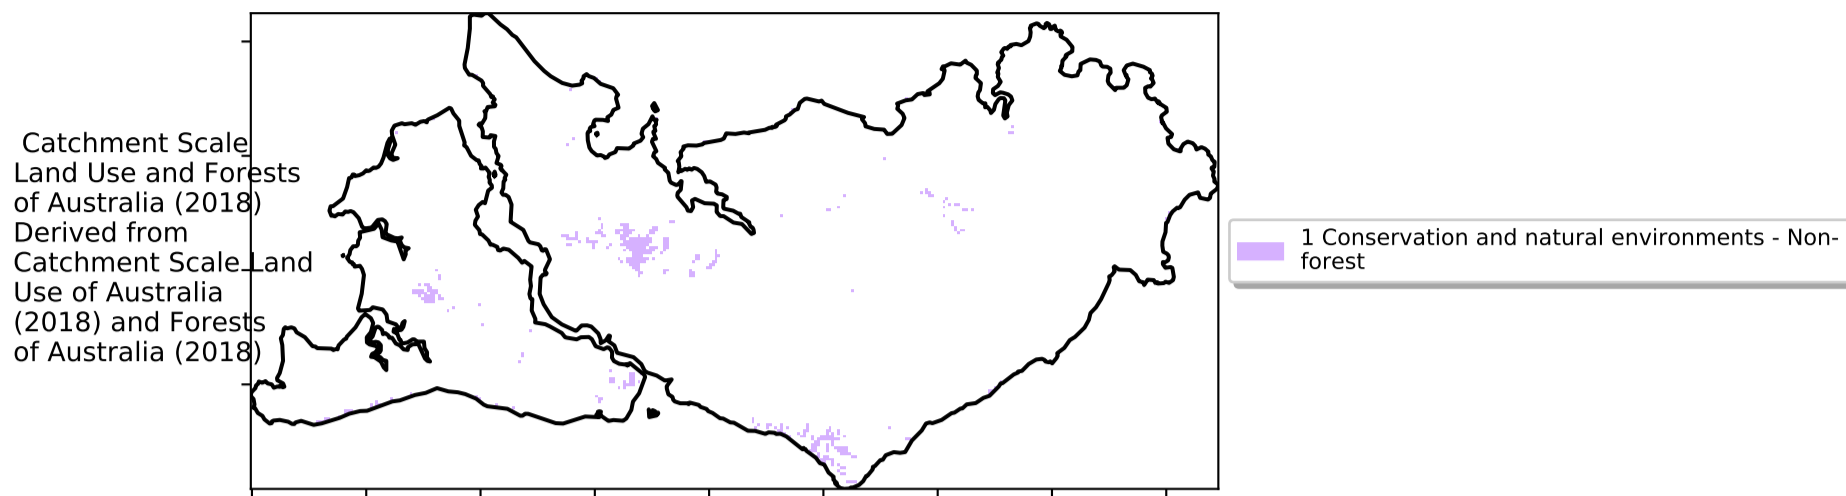 Catchment Scale
Land Use and Forests
of Australia (2018)
Derived from
Catchment Scale Land
Use of Australia
(2018) and Forests
of Australia (2018)
1 Conservation and natural environments - Non-
forest